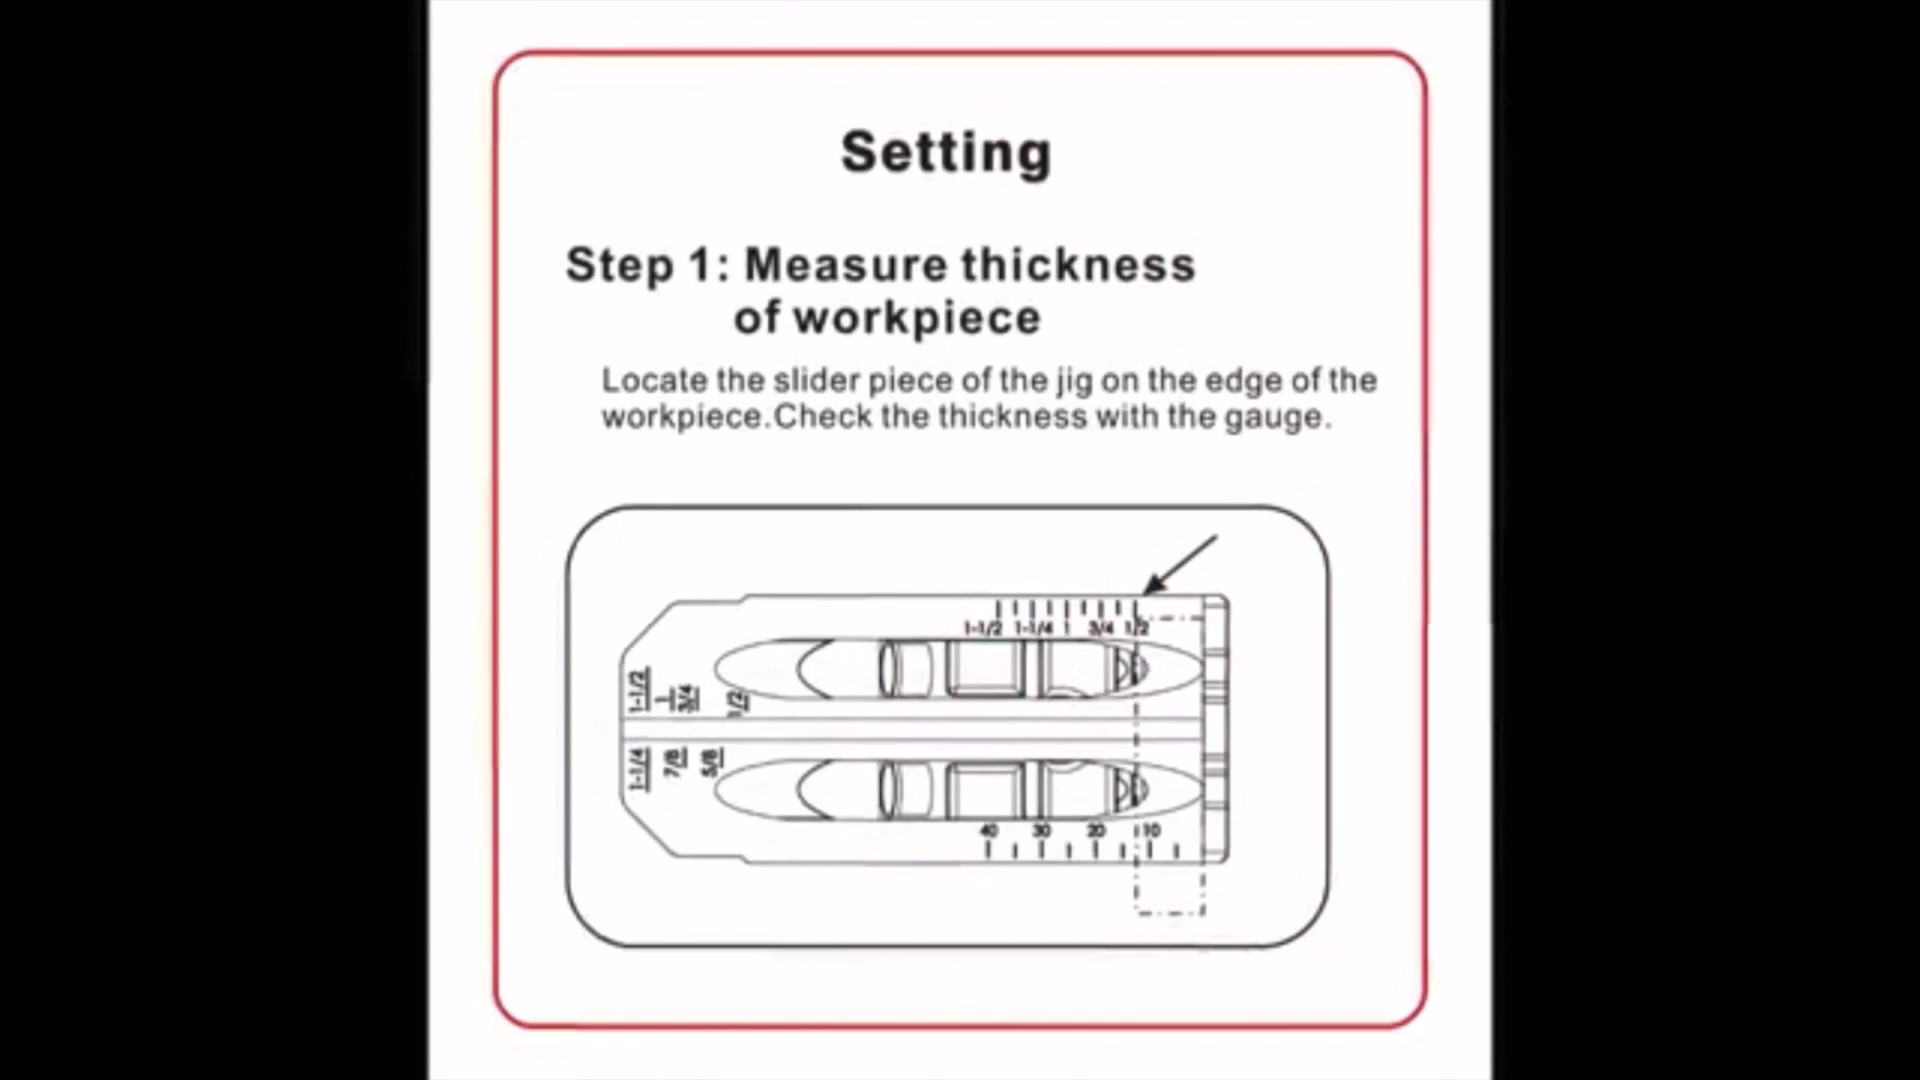 Setting
Step 1: Measure thickness
of workpiece
Locate the slider piece of the jig on the edge of the
workpiece.Check the thickness with the gauge.
1-1/2 1-1/4 1 3/4 1/2
1-1/2 1 3/4 1/2
1-1/4 7/8 5/8
40 30 20 10